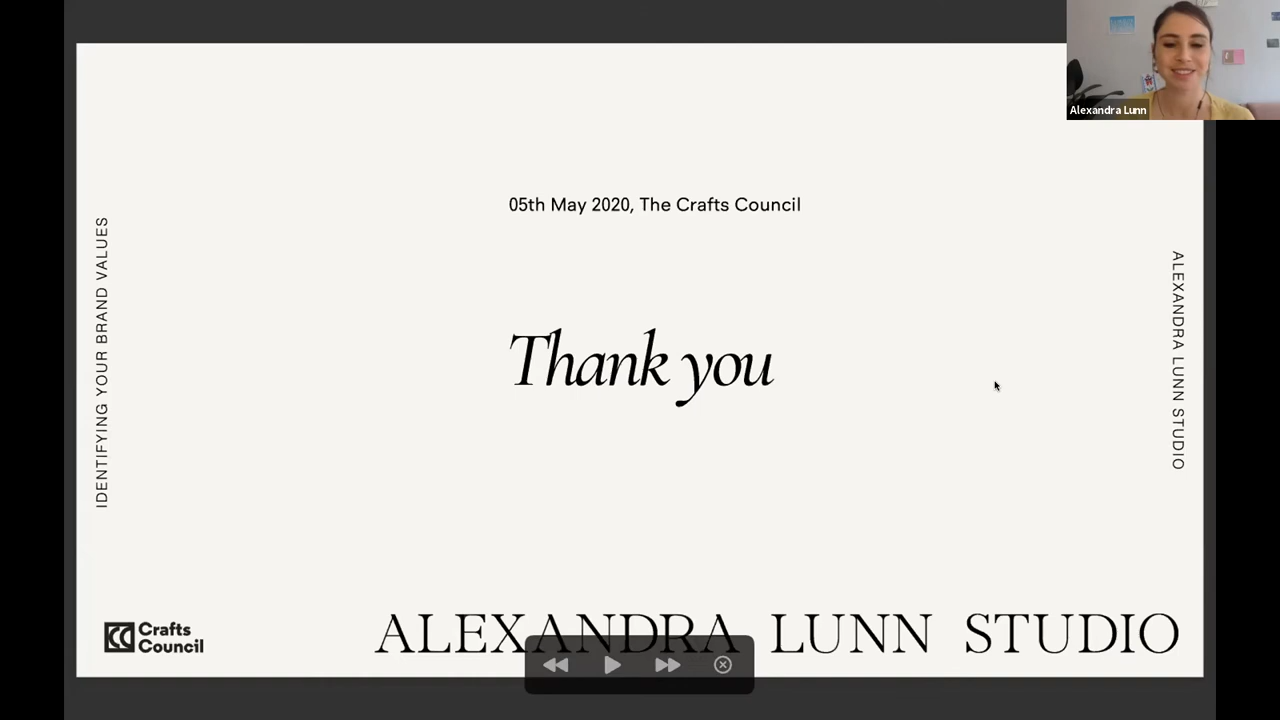 Alexandra Lunn
05th May 2020, The Crafts Council
IDENTIFYING YOUR BRAND VALUES
ALEXANDRA LUNN STUDIO
Thank you
Crafts
Council
ALEXANDRA LUNN STUDIO